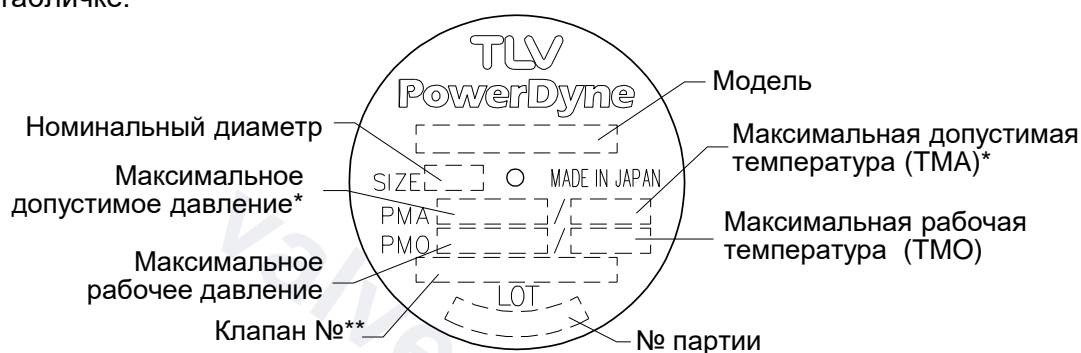 табличке:
TLV
PowerDyne
Модель
Номинальный диаметр
Максимальная допустимая
температура (TMA)*
SIZE
MADE IN JAPAN
Максимальное
допустимое давление*
PMA /
PMO /
Максимальная рабочая
температура (TMO)
Максимальное
рабочее давление
Клапан №**
LOT
№ партии